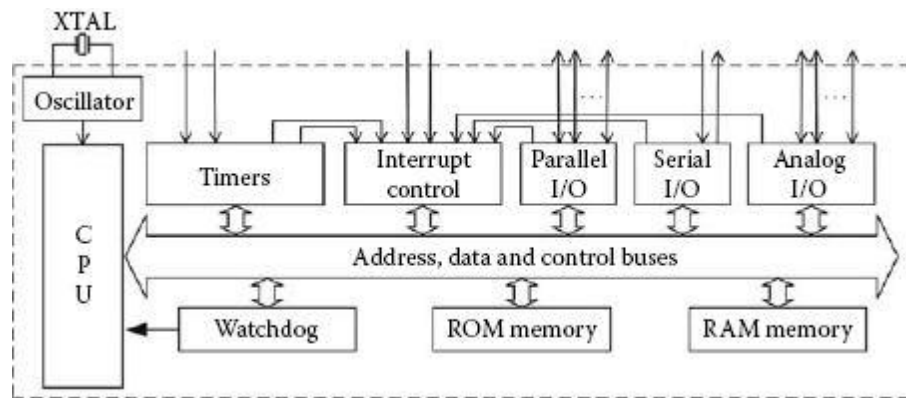 XTAL
Oscillator
Timers
Interrupt
control
Parallel
I/O
Serial
I/O
Analog
I/O
C
P
U
Address, data and control buses
Watchdog
ROM memory
RAM memory